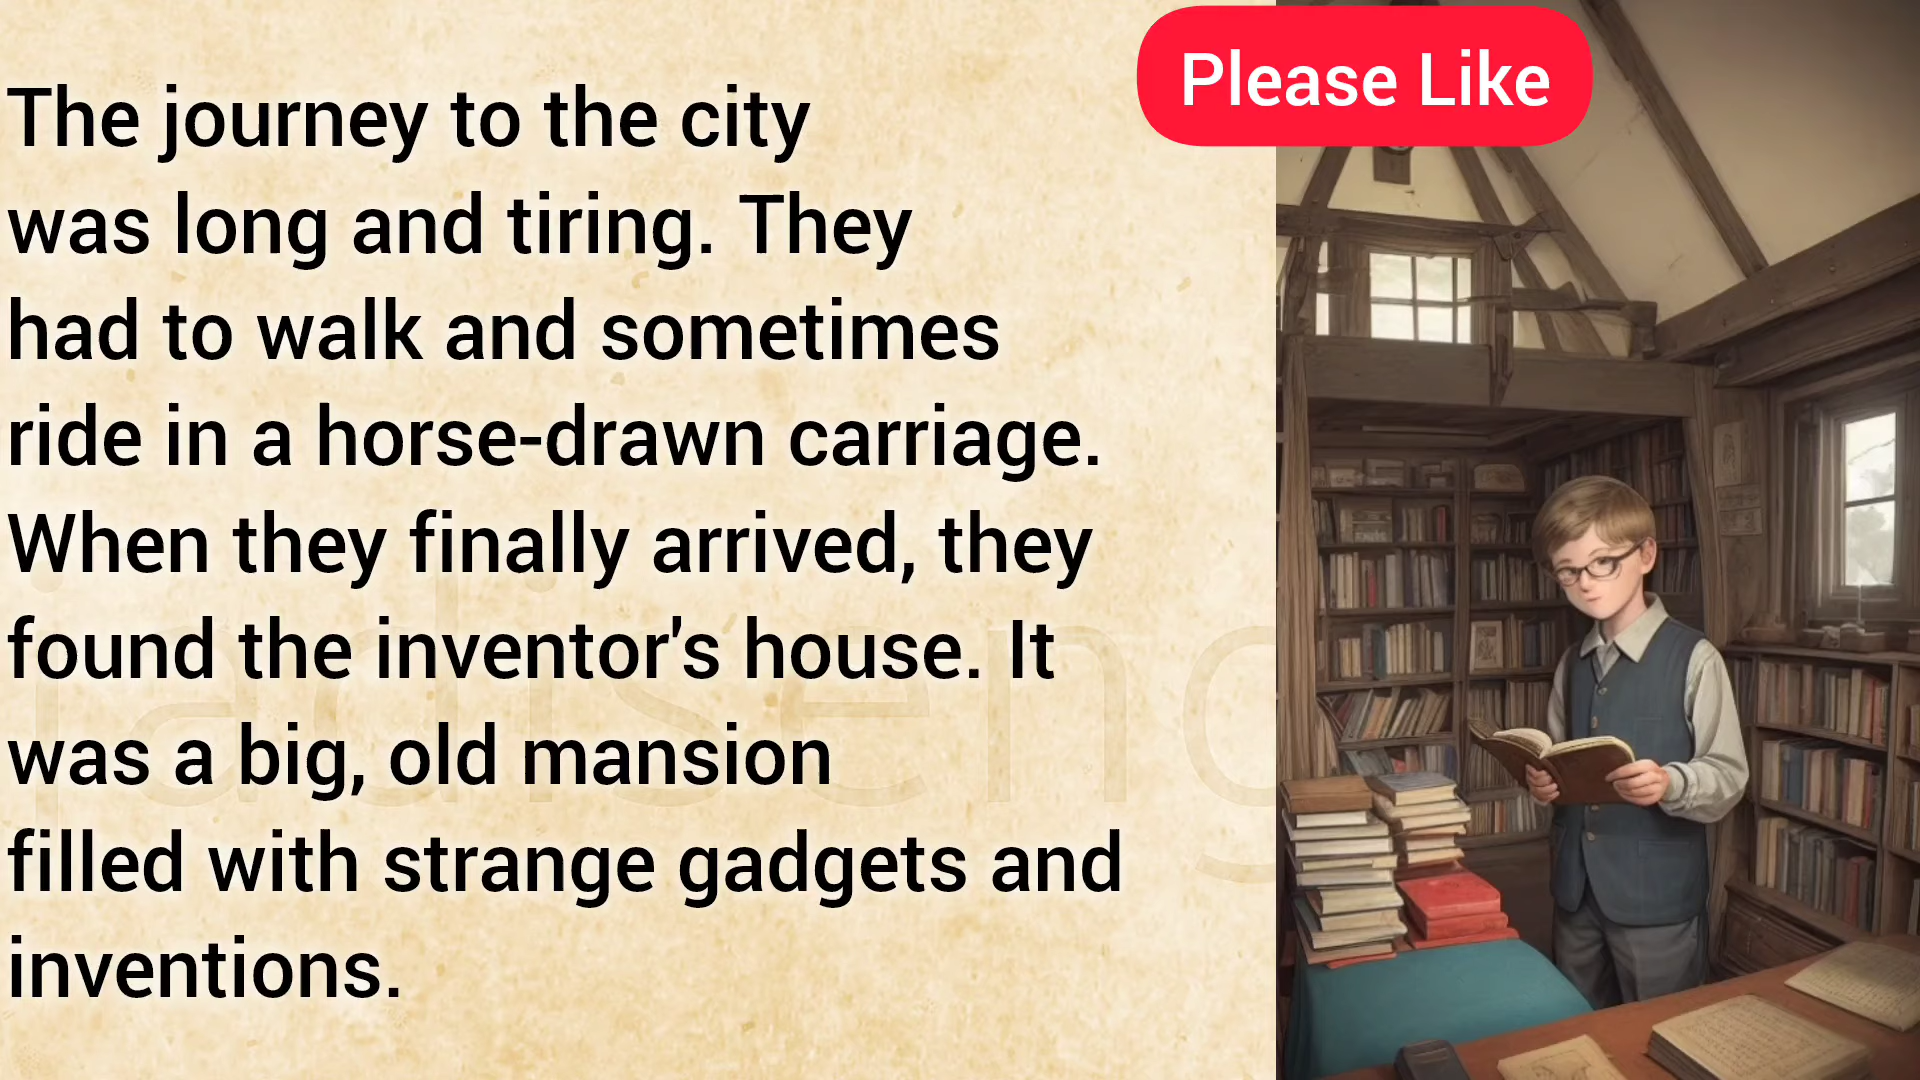 Please Like
The journey to the city
was long and tiring. They
had to walk and sometimes
ride in a horse-drawn carriage.
When they finally arrived, they
found the inventor's house. It
was a big, old mansion
filled with strange gadgets and
inventions.
jadiseng